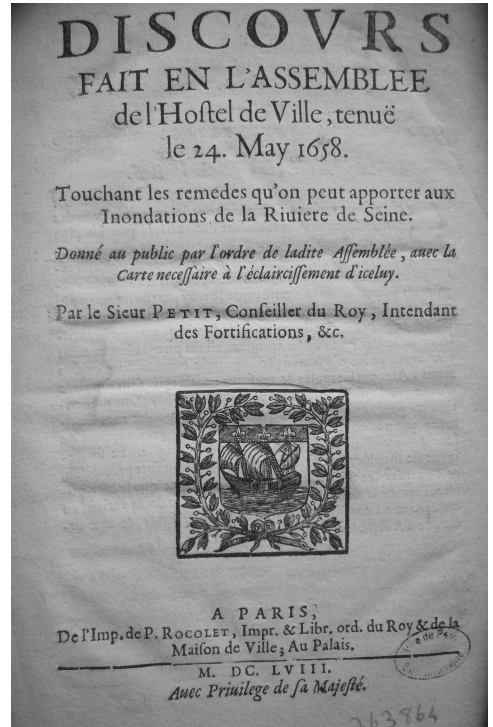 DISCOVRS
FAIT EN L'ASSEMBLEE
de l'Hoſtel de Ville, tenuë
le 24. May 1658.
Touchant les remedes qu'on peut apporter aux
Inondations de la Riuiere de Seine.
Donné au public par l'ordre de ladite Aſſemblée, auec la
Carte neceſſaire à l'éclairciſſement d'iceluy.
Par le Sieur PETIT, Conſeiller du Roy, Intendant
des Fortifications, &c.
A PARIS,
De l'Imp. de P. ROCOLET, Impr. & Libr. ord. du Roy & de la
Maiſon de Ville; Au Palais.
M. DC. LVIII.
Auec Priuilege de ſa Majeſté.
263864